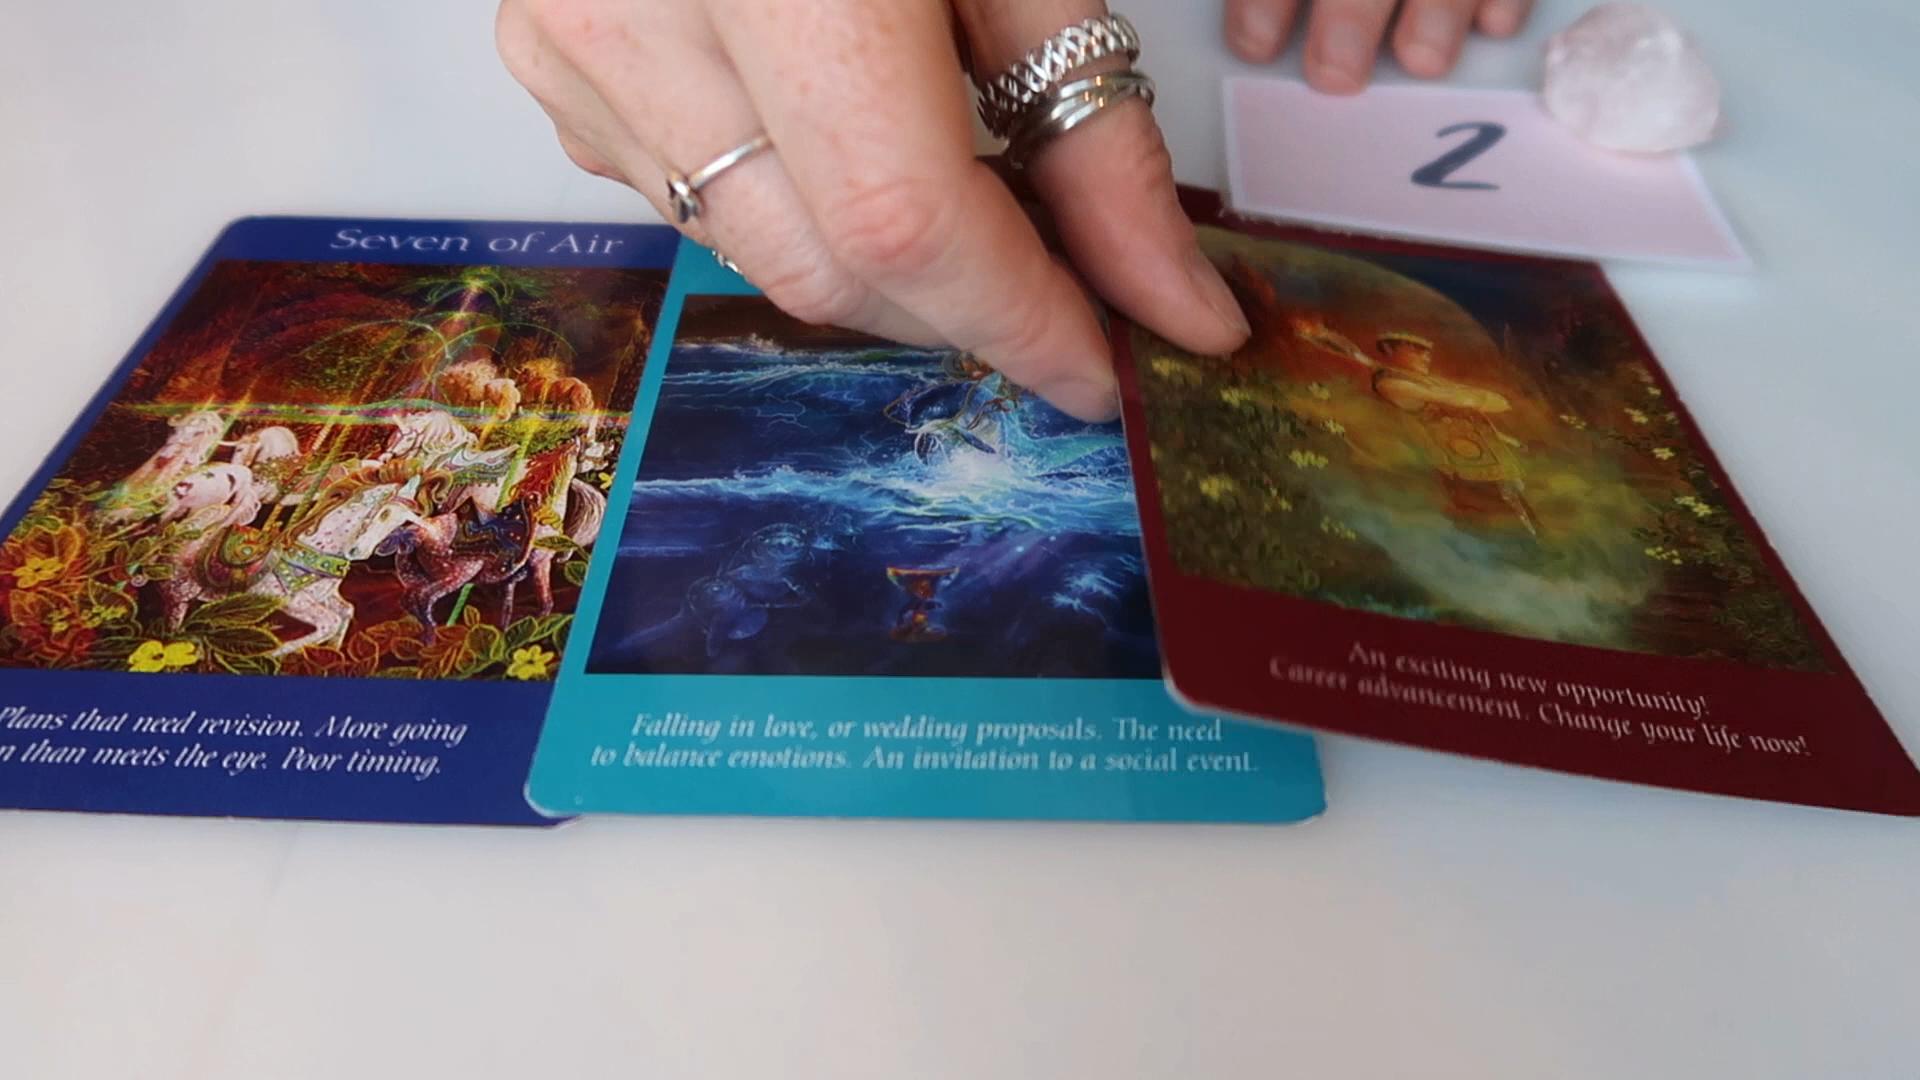 2
Seven of Air
Plans that need revision. More going
n than meets the eye. Poor timing.
Falling in love, or wedding proposals. The need
to balance emotions. An invitation to a social event.
An exciting new opportunity!
Career advancement. Change your life now!